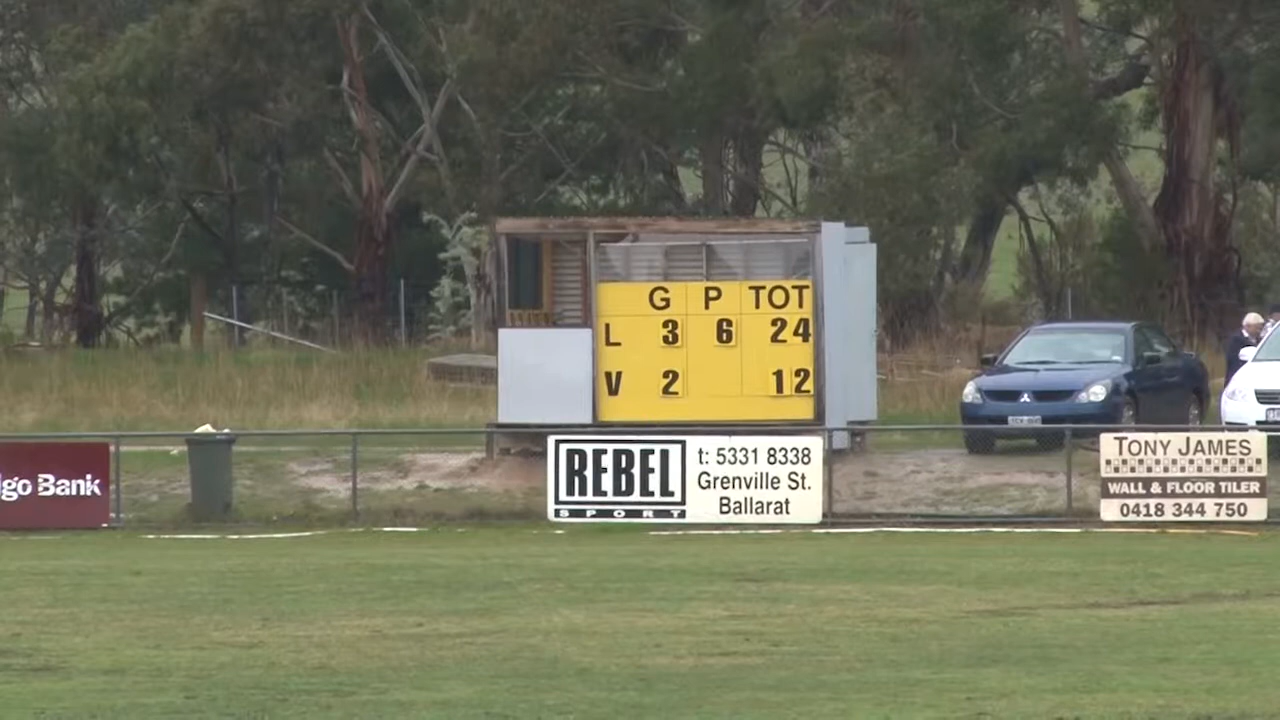 G P TOT
L 3 6 24
V 2 12
igo Bank
REBEL
SPORT
t: 5331 8338
Grenville St.
Ballarat
TONY JAMES
WALL & FLOOR TILER
0418 344 750